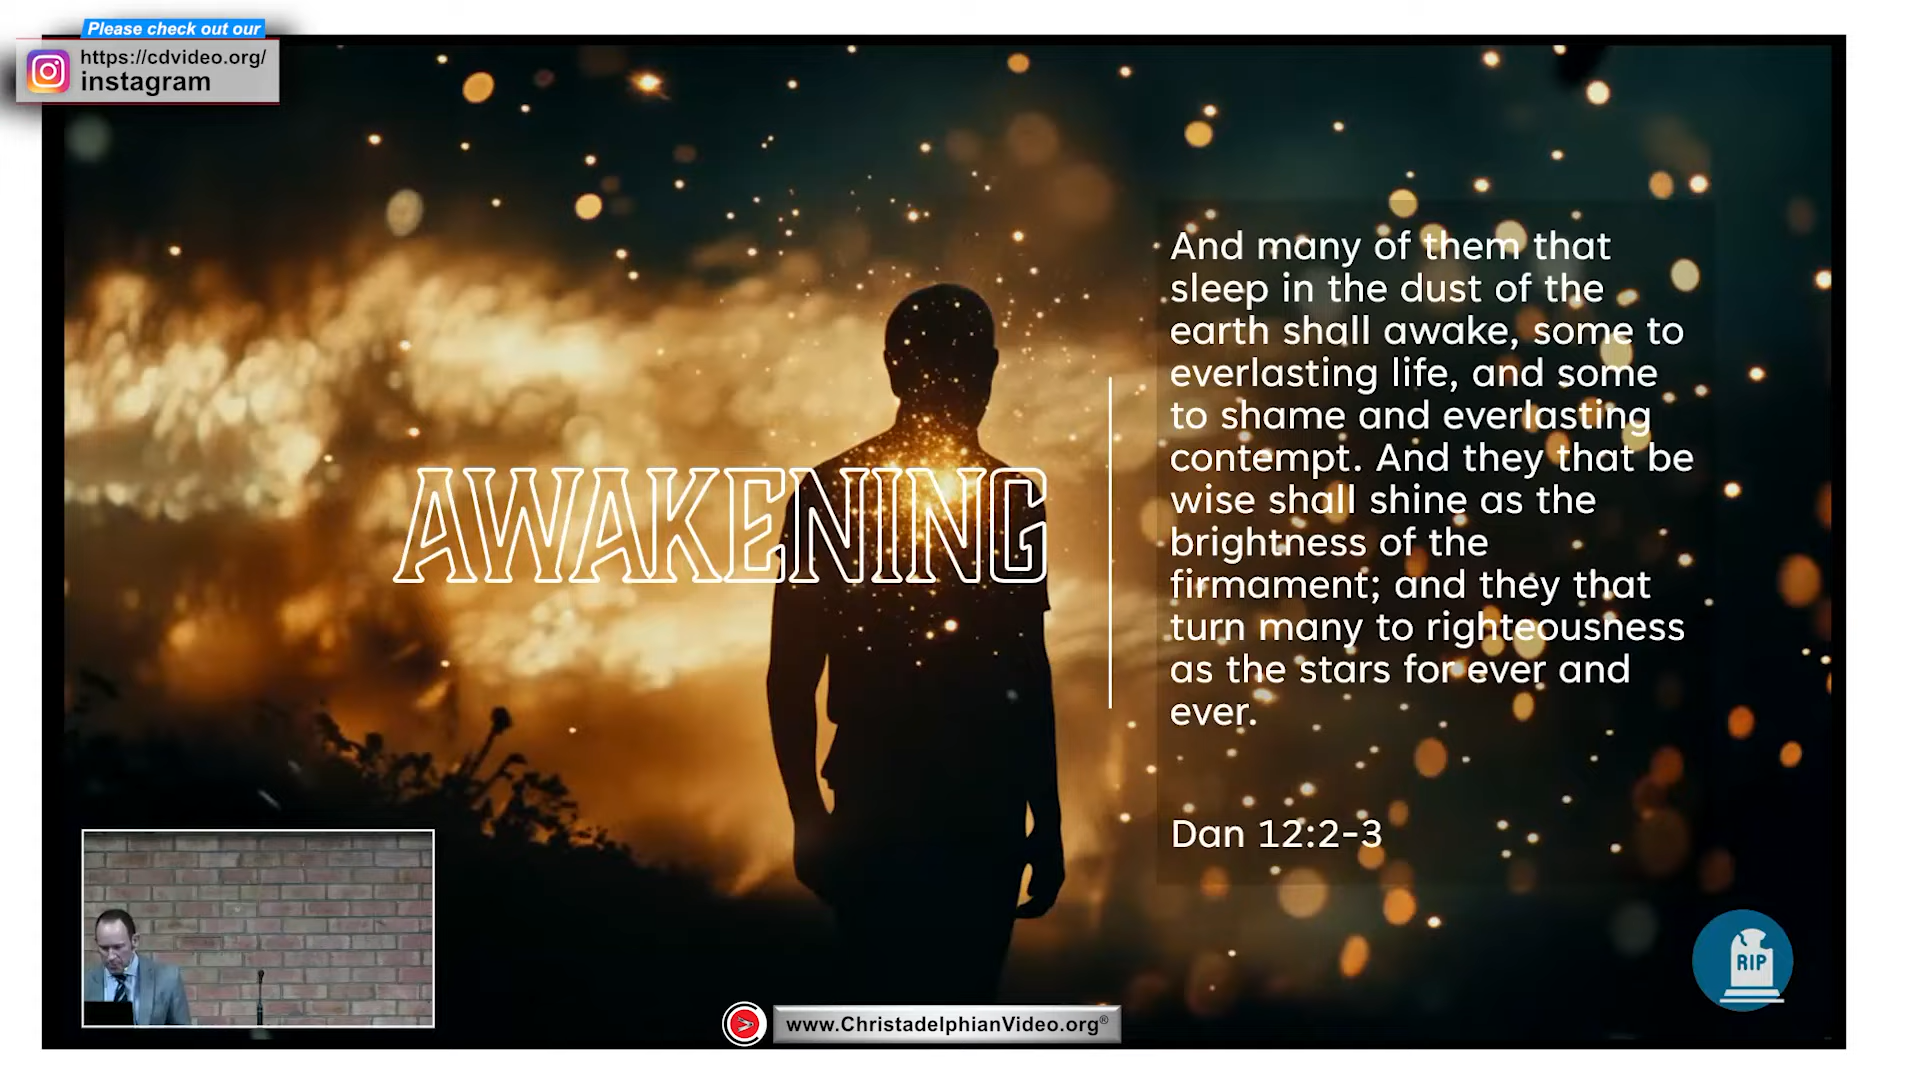 Please check out our
https://cdvideo.org/
instagram
AWAKENING
And many of them that
sleep in the dust of the
earth shall awake, some to
everlasting life, and some
to shame and everlasting
contempt. And they that be
wise shall shine as the
brightness of the
firmament; and they that
turn many to righteousness
as the stars for ever and
ever.
Dan 12:2-3
RIP
www.ChristadelphianVideo.org®